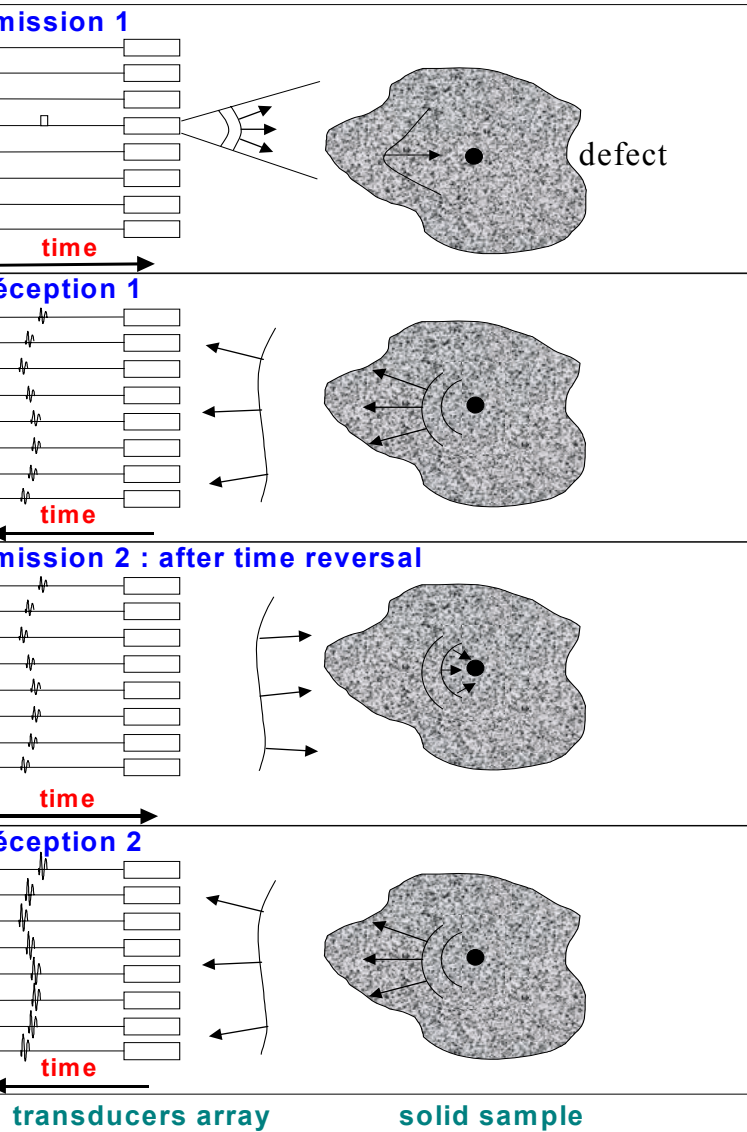 mission 1
defect
time
éception 1
time
mission 2 : after time reversal
time
éception 2
time
transducers array solid sample